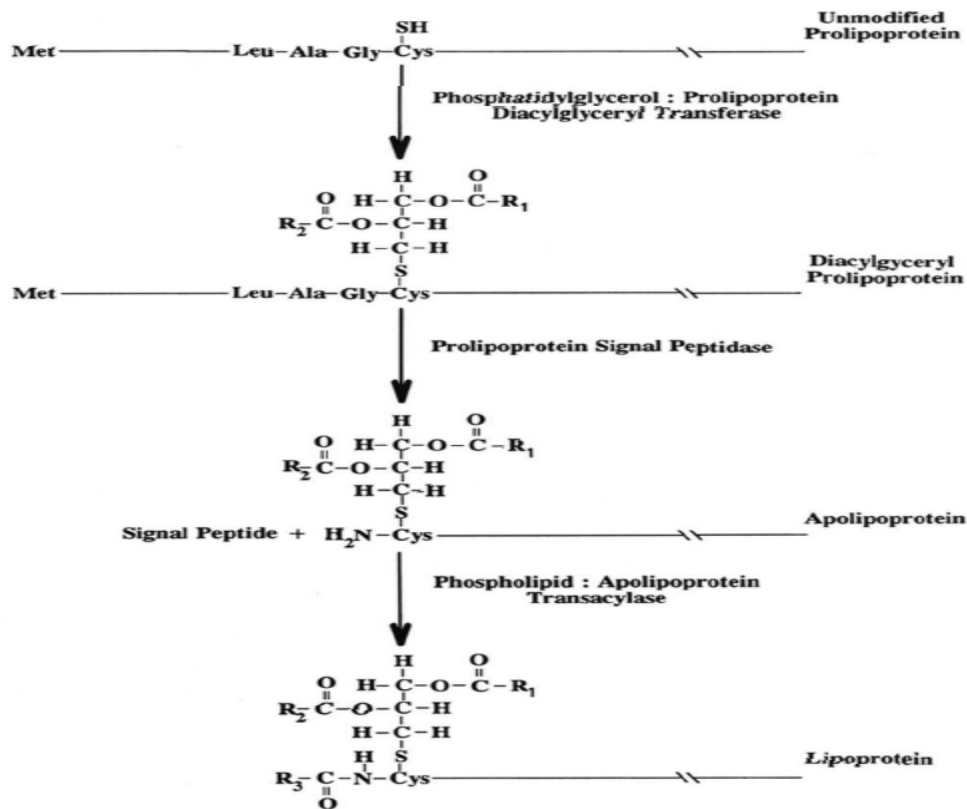 SH
Met Leu–Ala–Gly–Cys
Unmodified
Prolipoprotein
Phosphatidylglycerol : Prolipoprotein
Diacylglyceryl Transferase
H O
O H–C–O–C–R1
R2–C–O–C–H
H–C–H
S
Met Leu–Ala–Gly–Cys
Diacylgyceryl
Prolipoprotein
Prolipoprotein Signal Peptidase
H O
O H–C–O–C–R1
R2–C–O–C–H
H–C–H
S
Signal Peptide + H2N–Cys
Apolipoprotein
Phospholipid : Apolipoprotein
Transacylase
H O
O H–C–O–C–R1
R2–C–O–C–H
H–C–H
H S
R3–C–N–Cys
O
Lipoprotein